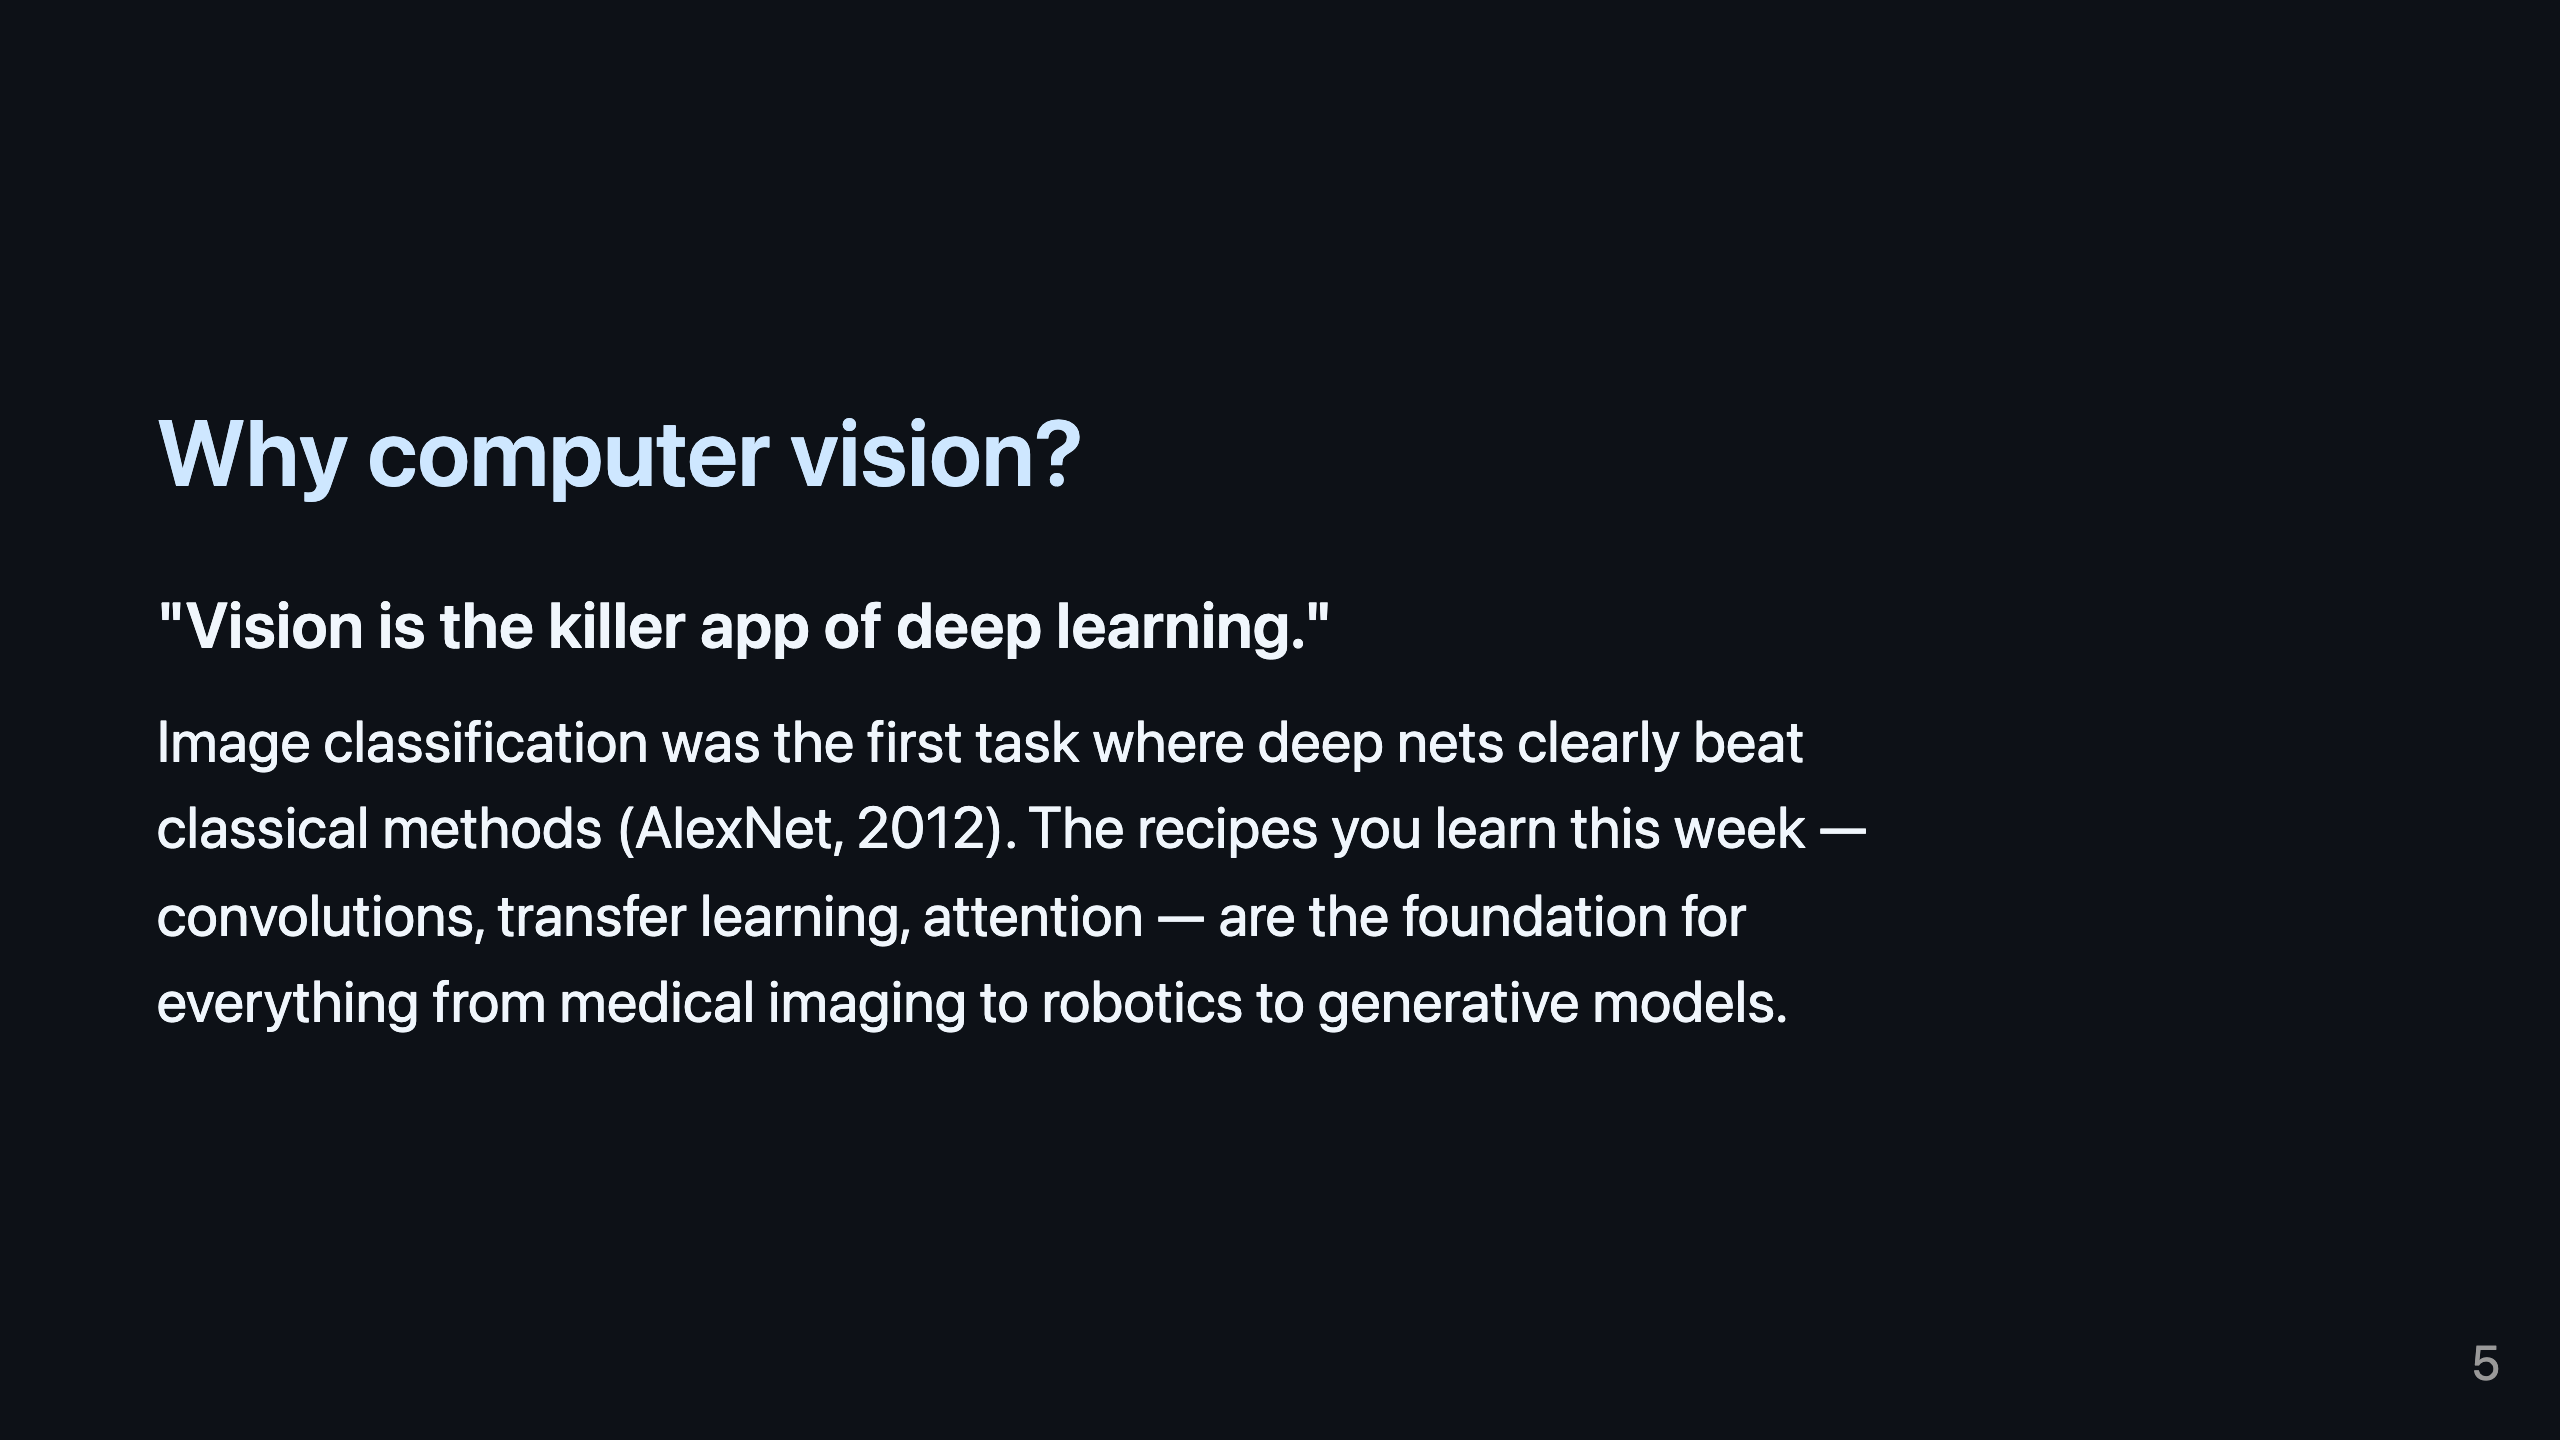 Why computer vision?
"Vision is the killer app of deep learning."
Image classification was the first task where deep nets clearly beat
classical methods (AlexNet, 2012). The recipes you learn this week —
convolutions, transfer learning, attention — are the foundation for
everything from medical imaging to robotics to generative models.
5